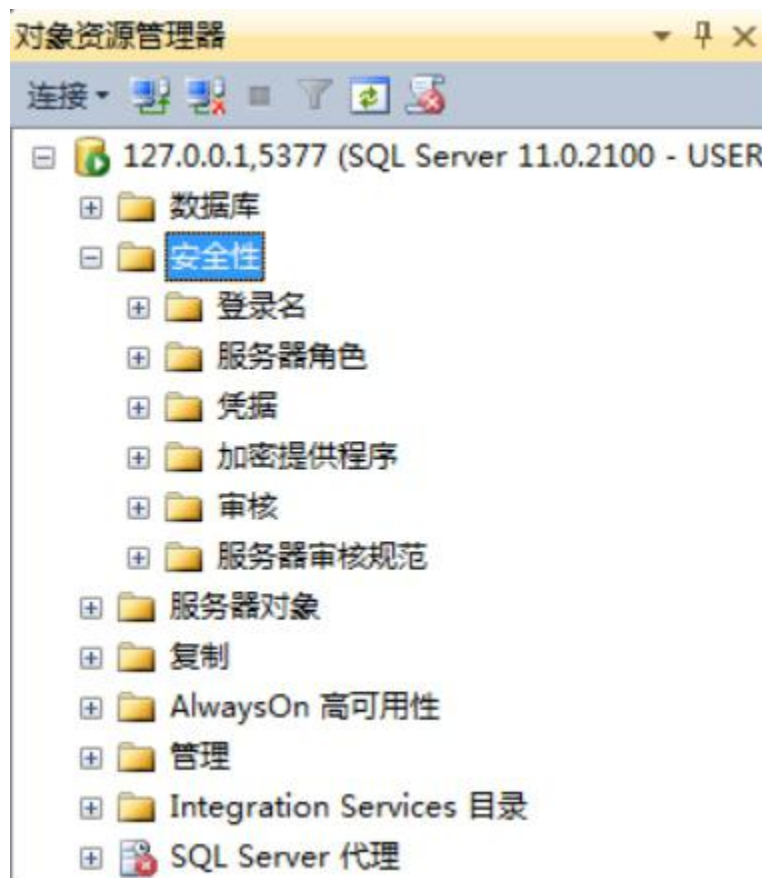 对象资源管理器
连接
127.0.0.1,5377 (SQL Server 11.0.2100 - USER
数据库
安全性
登录名
服务器角色
凭据
加密提供程序
审核
服务器审核规范
服务器对象
复制
AlwaysOn 高可用性
管理
Integration Services 目录
SQL Server 代理